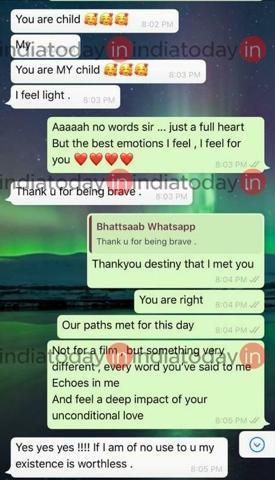 You are child 🥰🥰🥰
8:02 PM
My
You are MY child 🥰🥰🥰
8:03 PM
I feel light .
8:03 PM
Aaaaah no words sir ... just a full heart
But the best emotions I feel , I feel for
you ❤️❤️❤️❤️
8:03 PM
Thank u for being brave .
8:03 PM
Bhattsaab Whatsapp
Thank u for being brave .
Thankyou destiny that I met you
8:04 PM
You are right
8:04 PM
Our paths met for this day
8:04 PM
Not for a film , but something very
different , every word you've said to me
Echoes in me
And feel a deep impact of your
unconditional love
8:05 PM
Yes yes yes !!!! If I am of no use to u my
existence is worthless .
8:05 PM
indiatoday in
indiatoday in
indiatoday in